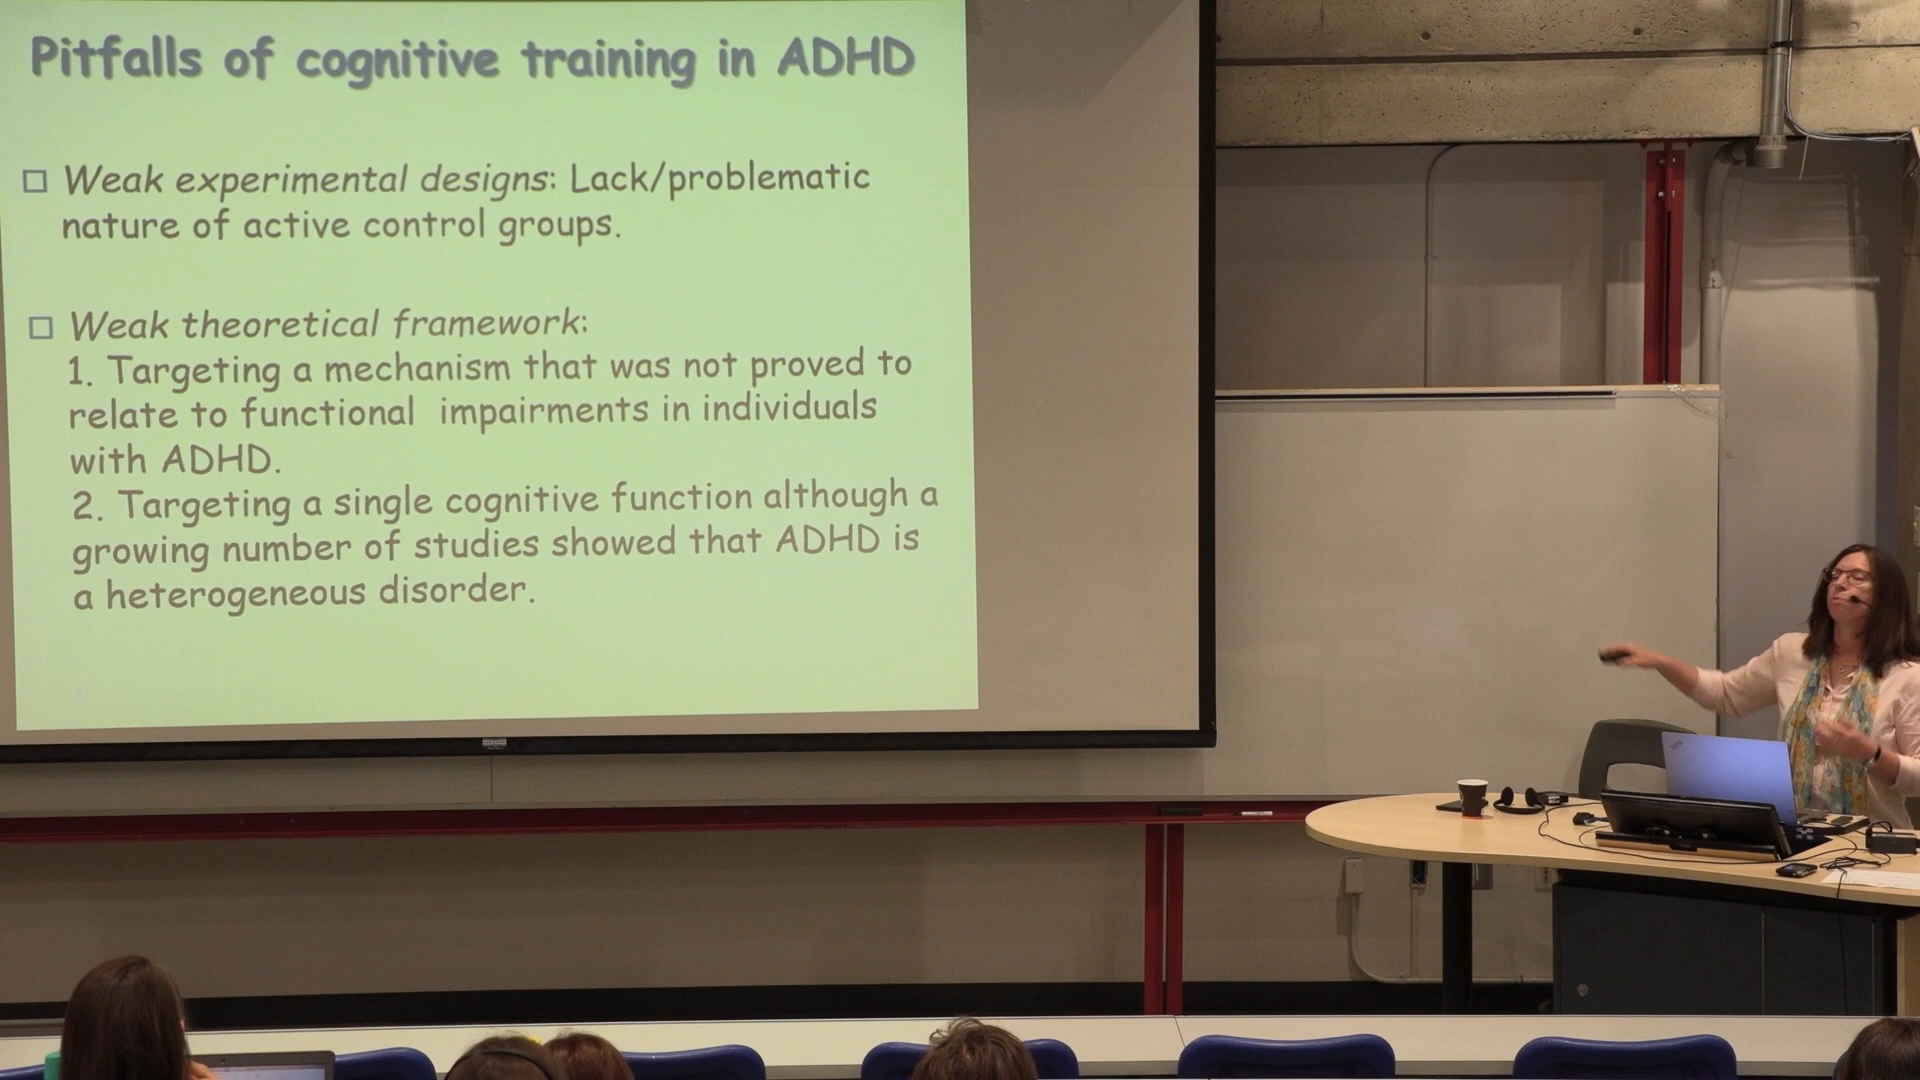 Pitfalls of cognitive training in ADHD
Weak experimental designs: Lack/problematic
nature of active control groups.
Weak theoretical framework:
1. Targeting a mechanism that was not proved to
relate to functional impairments in individuals
with ADHD.
2. Targeting a single cognitive function although a
growing number of studies showed that ADHD is
a heterogeneous disorder.